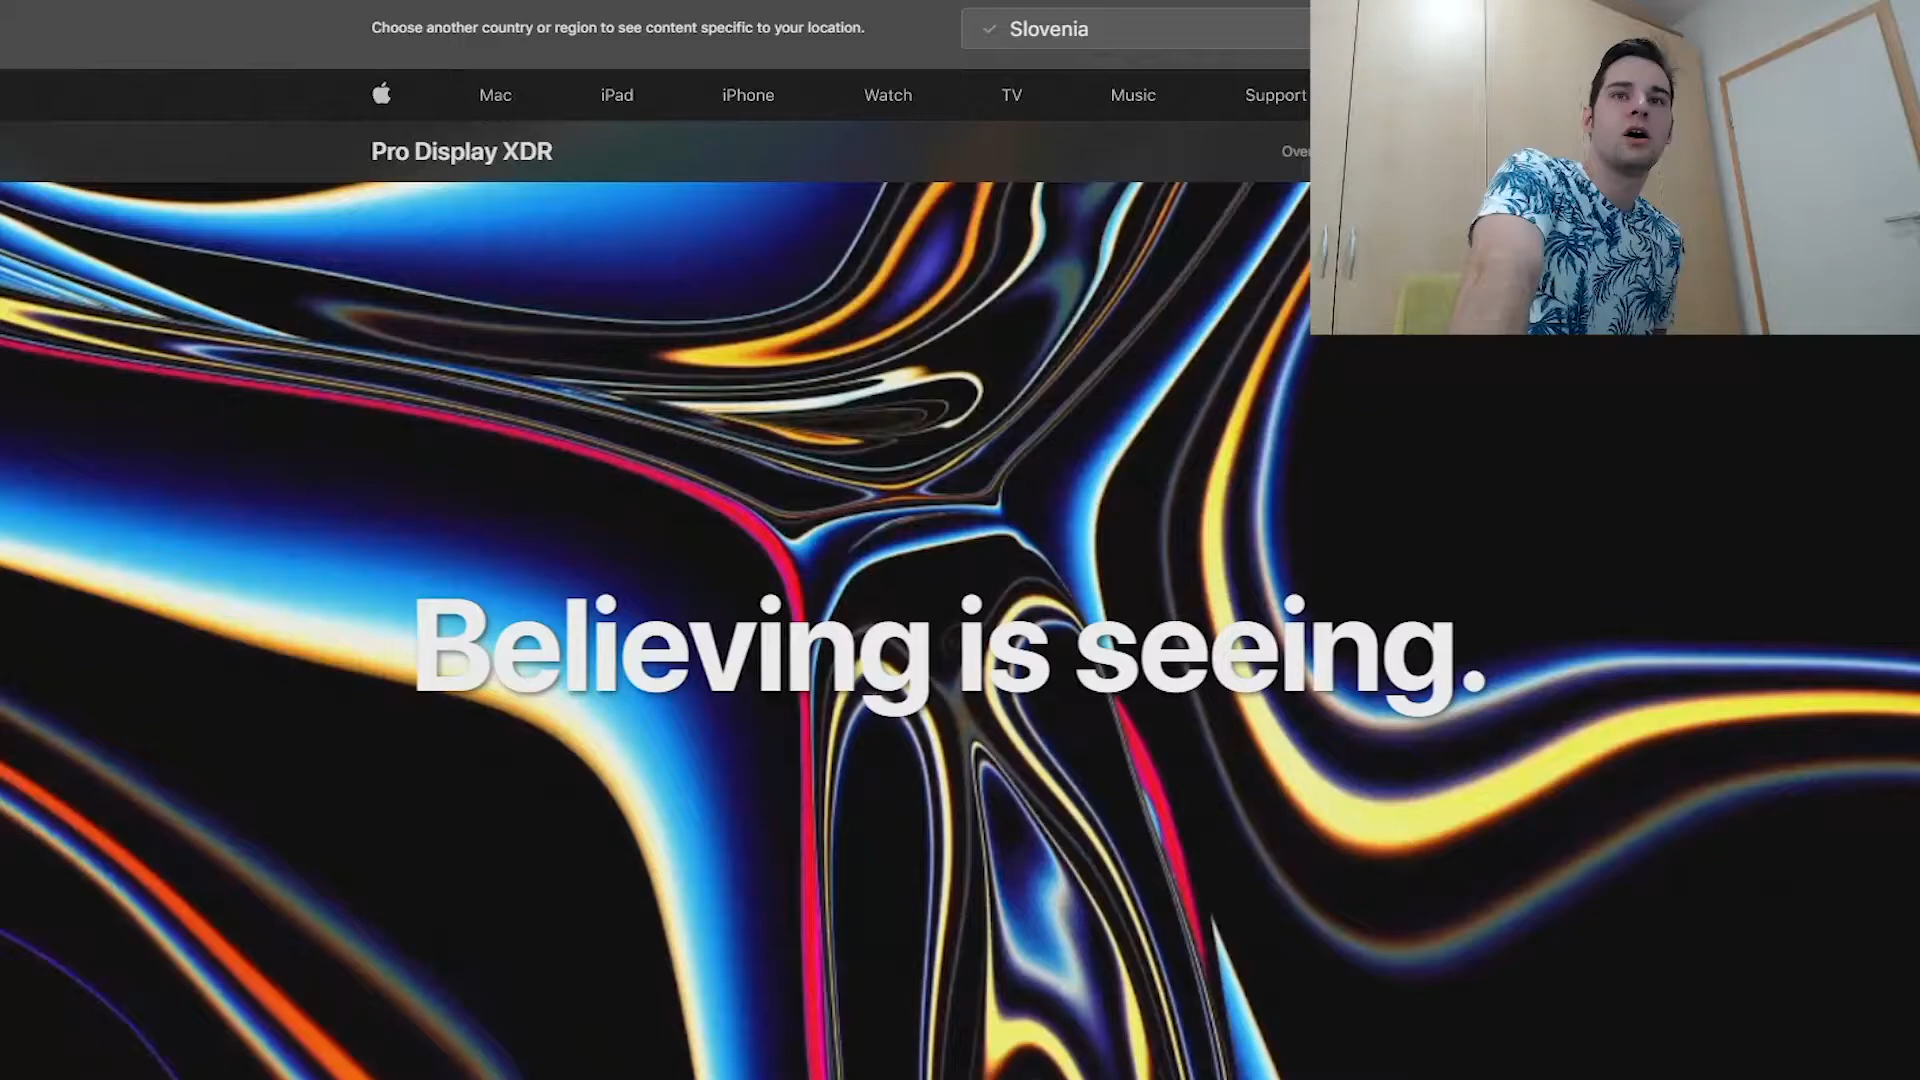 Choose another country or region to see content specific to your location.
Slovenia
Mac
iPad
iPhone
Watch
TV
Music
Support
Pro Display XDR
Believing is seeing.